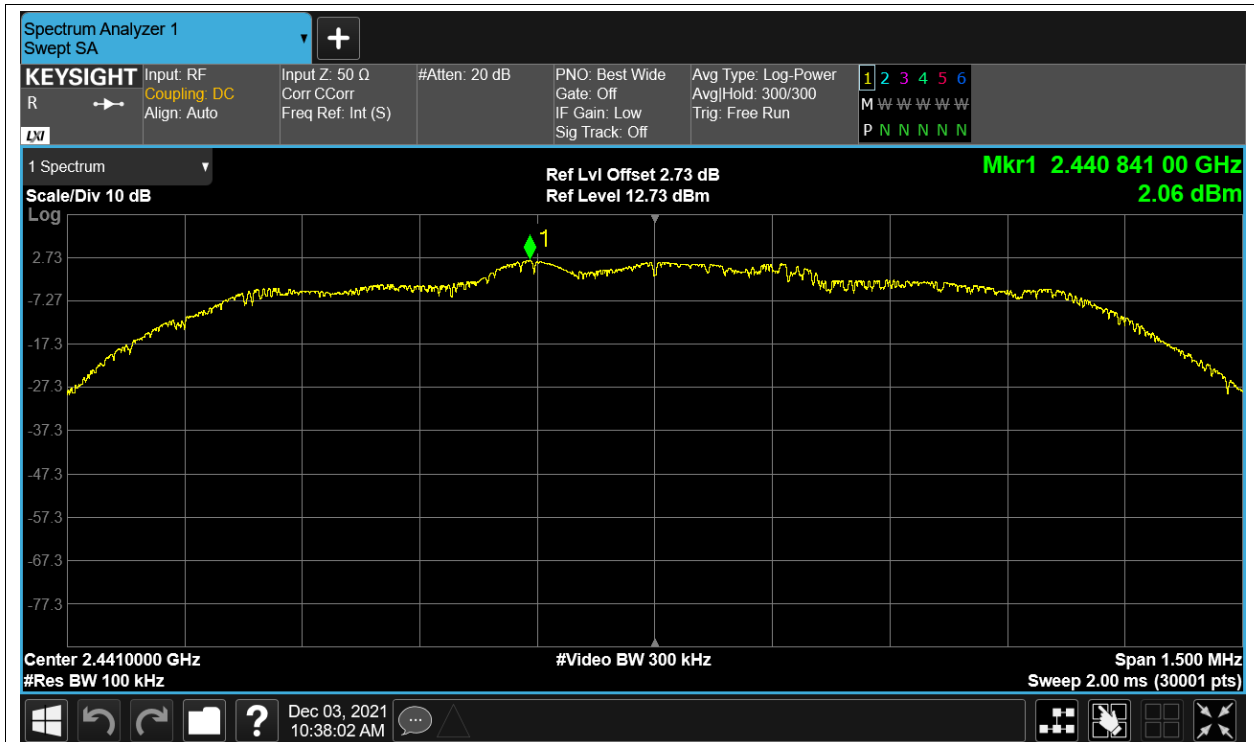 Spectrum Analyzer 1
Swept SA
+
KEYSIGHT
R
LXI
Input: RF
Coupling: DC
Align: Auto
Input Z: 50 Ω
Corr CCorr
Freq Ref: Int (S)
#Atten: 20 dB
PNO: Best Wide
Gate: Off
IF Gain: Low
Sig Track: Off
Avg Type: Log-Power
Avg|Hold: 300/300
Trig: Free Run
1 2 3 4 5 6
M W W W W W
P N N N N N
1 Spectrum
Scale/Div 10 dB
Log
Ref Lvl Offset 2.73 dB
Ref Level 12.73 dBm
Mkr1 2.440 841 00 GHz
2.06 dBm
1
2.73
-7.27
-17.3
-27.3
-37.3
-47.3
-57.3
-67.3
-77.3
Center 2.4410000 GHz
#Res BW 100 kHz
#Video BW 300 kHz
Span 1.500 MHz
Sweep 2.00 ms (30001 pts)
?
Dec 03, 2021
10:38:02 AM